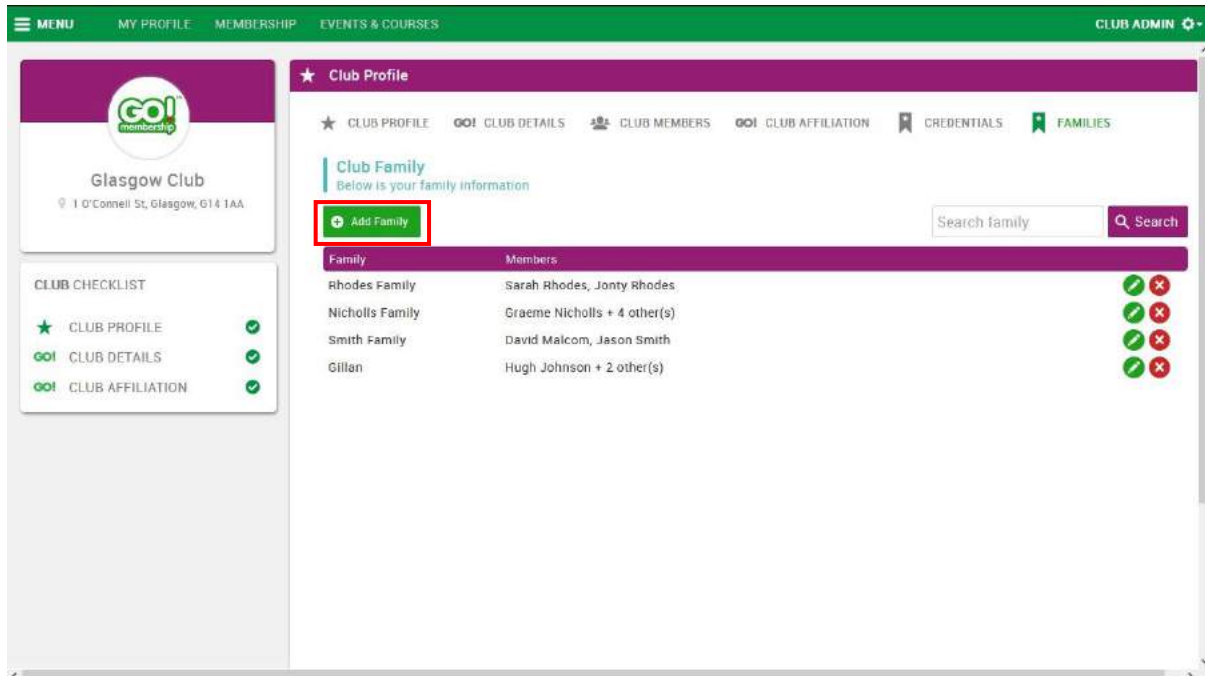 MENU MY PROFILE MEMBERSHIP EVENTS & COURSES CLUB ADMIN
GO!
membership
Glasgow Club
1 O'Connell St, Glasgow, G14 1AA
CLUB CHECKLIST
CLUB PROFILE
GO! CLUB DETAILS
GO! CLUB AFFILIATION
Club Profile
CLUB PROFILE GO! CLUB DETAILS CLUB MEMBERS GO! CLUB AFFILIATION CREDENTIALS FAMILIES
Club Family
Below is your family information
Add Family Search family Search
Family Members
Rhodes Family Sarah Rhodes, Jonty Rhodes
Nicholls Family Graeme Nicholls + 4 other(s)
Smith Family David Malcom, Jason Smith
Gillan Hugh Johnson + 2 other(s)